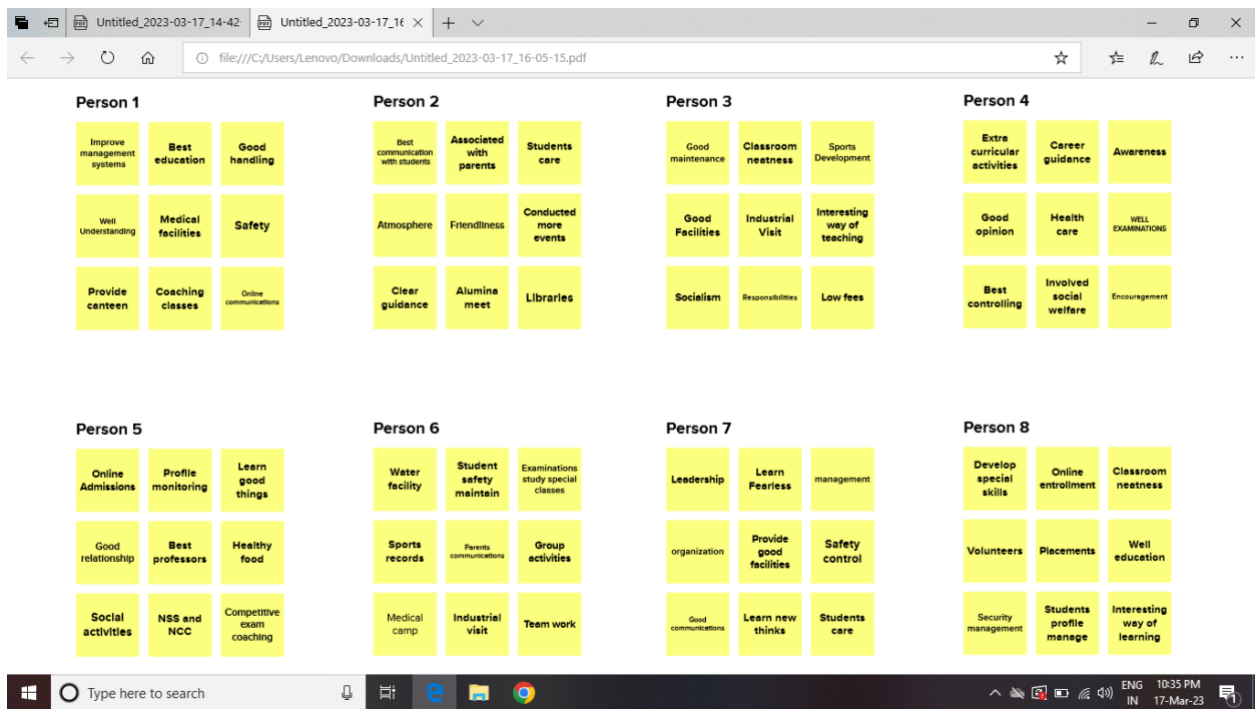 Untitled_2023-03-17_14-42-
Untitled_2023-03-17_16
file:///C:/Users/Lenovo/Downloads/Untitled_2023-03-17_16-05-15.pdf
Person 1
Improve
management
systems
Best
education
Good
handling
Well
Understanding
Medical
facilities
Safety
Provide
canteen
Coaching
classes
Online
communications
Person 2
Best
communication
with students
Associated
with
parents
Students
care
Atmosphere
Friendliness
Conducted
more
events
Clear
guidance
Alumina
meet
Libraries
Person 3
Good
maintenance
Classroom
neatness
Sports
Development
Good
Facilities
Industrial
Visit
Interesting
way of
teaching
Socialism
Responsibilities
Low fees
Person 4
Extra
curricular
activities
Career
guidance
Awareness
Good
opinion
Health
care
WELL
EXAMINATIONS
Best
controlling
Involved
social
welfare
Encouragement
Person 5
Online
Admissions
Profile
monitoring
Learn
good
things
Good
relationship
Best
professors
Healthy
food
Social
activities
NSS and
NCC
Competitive
exam
coaching
Person 6
Water
facility
Student
safety
maintain
Examinations
study special
classes
Sports
records
Parents
communications
Group
activities
Medical
camp
Industrial
visit
Team work
Person 7
Leadership
Learn
Fearless
management
organization
Provide
good
facilities
Safety
control
Good
communications
Learn new
thinks
Students
care
Person 8
Develop
special
skills
Online
entrollment
Classroom
neatness
Volunteers
Placements
Well
education
Security
management
Students
profile
manage
Interesting
way of
learning
Type here to search
ENG
IN
10:35 PM
17-Mar-23